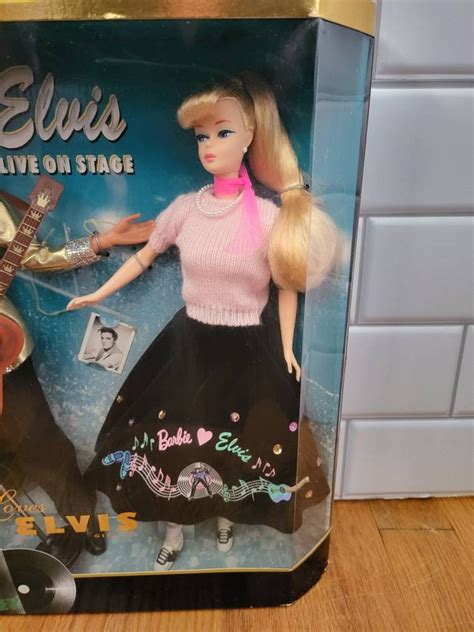 Elvis
LIVE ON STAGE
Barbie ♥ Elvis
Loves
ELVIS